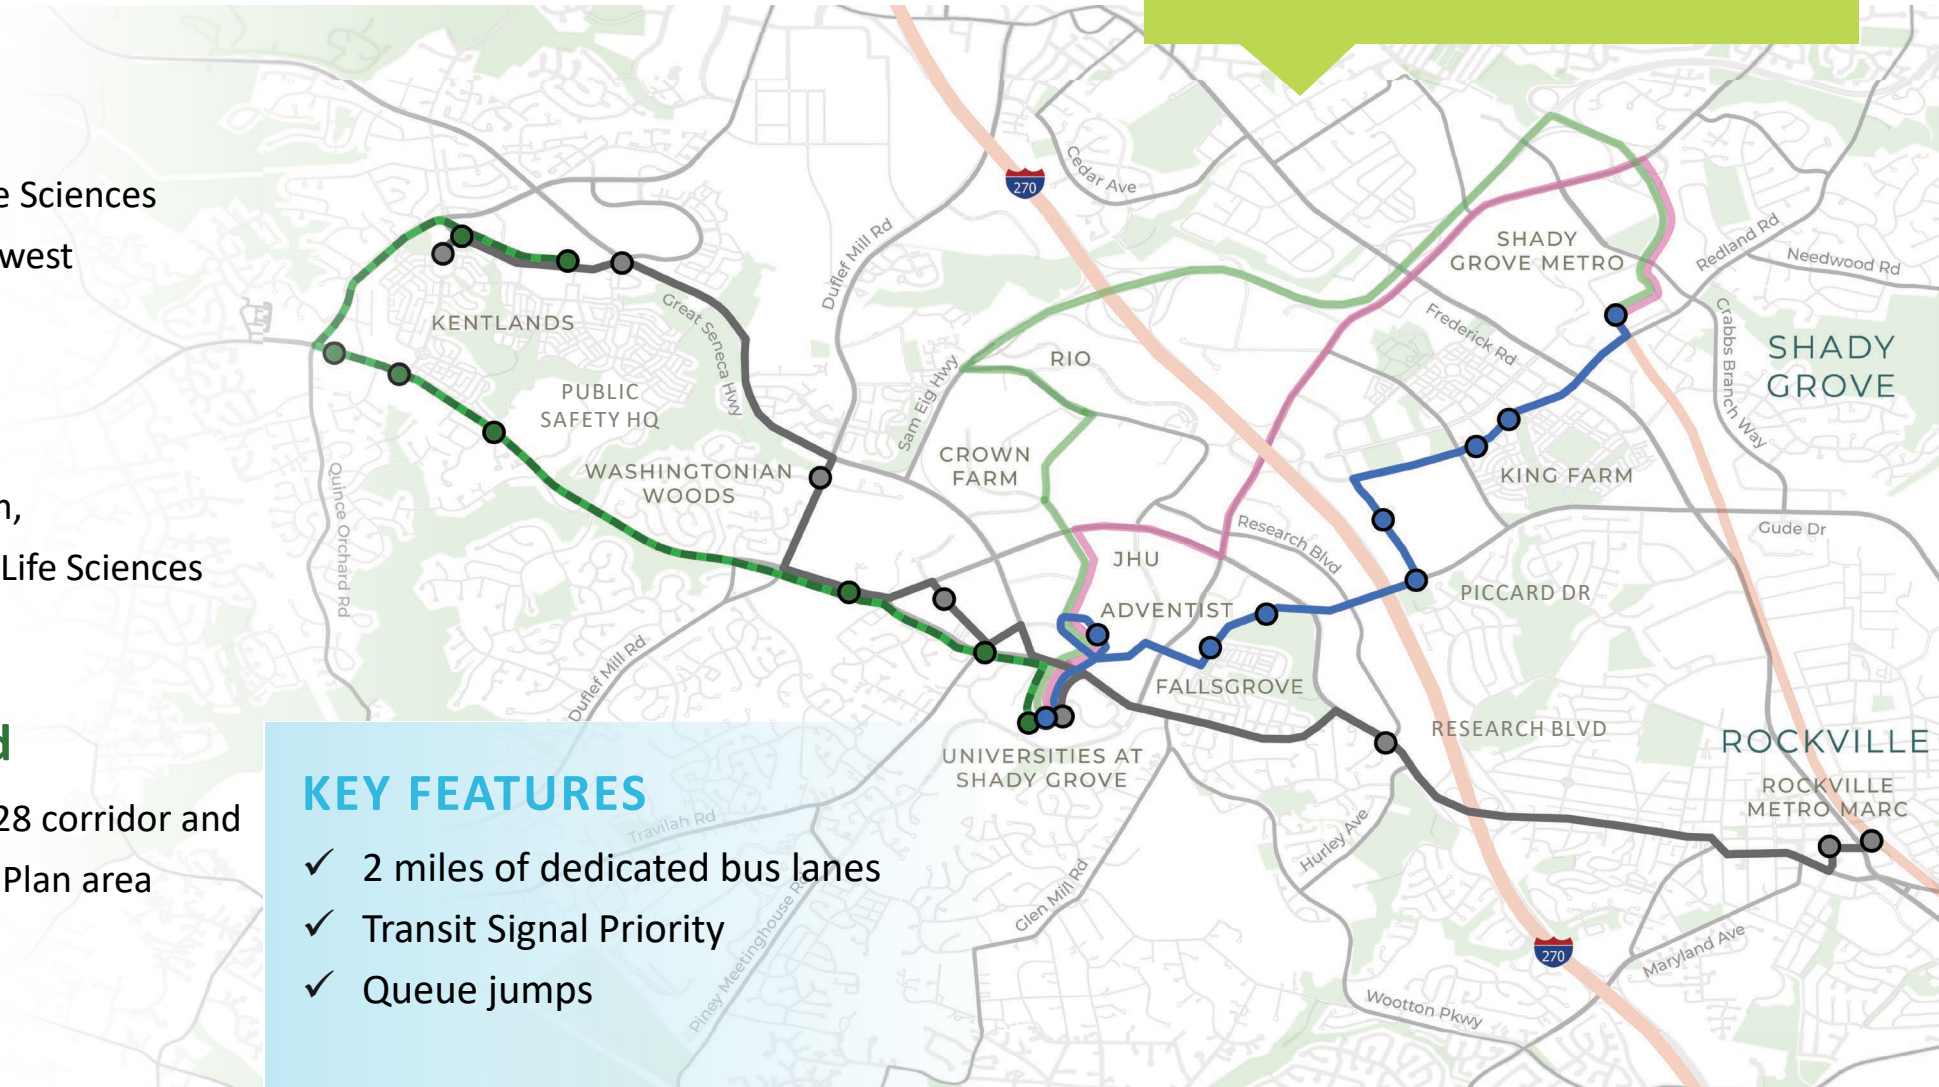 e Sciences
west
n,
Life Sciences
d
28 corridor and
Plan area
270
Cedar Ave
Duflef Mill Rd
SHADY
GROVE METRO
Redland Rd
Needwood Rd
KENTLANDS
Great Seneca Hwy
Frederick Rd
Crabbs Branch Way
SHADY
GROVE
RIO
Sam Eig Hwy
PUBLIC
SAFETY HQ
CROWN
FARM
WASHINGTONIAN
WOODS
KING FARM
Quince Orchard Rd
Research Blvd
Gude Dr
JHU
PICCARD DR
ADVENTIST
Duflef Mill Rd
FALLSGROVE
RESEARCH BLVD
ROCKVILLE
UNIVERSITIES AT
SHADY GROVE
ROCKVILLE
METRO MARC
KEY FEATURES
Travilah Rd
Hurley Ave
✓ 2 miles of dedicated bus lanes
Piney Meetinghouse Rd
Glen Mill Rd
✓ Transit Signal Priority
Maryland Ave
270
✓ Queue jumps
Wootton Pkwy